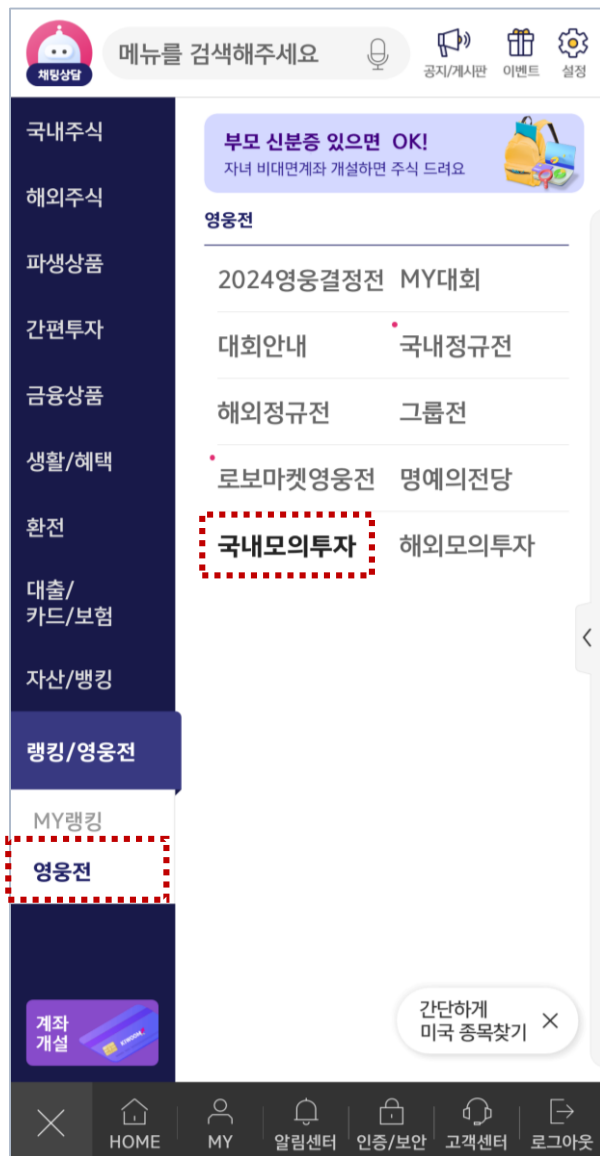 채팅상담
메뉴를 검색해주세요
공지/게시판
이벤트
설정
국내주식
해외주식
파생상품
간편투자
금융상품
생활/혜택
환전
대출/
카드/보험
자산/뱅킹
랭킹/영웅전
MY랭킹
영웅전
계좌
개설
부모 신분증 있으면 OK!
자녀 비대면계좌 개설하면 주식 드려요
영웅전
2024영웅결정전 MY대회
대회안내 국내정규전
해외정규전 그룹전
로보마켓영웅전 명예의전당
국내모의투자 해외모의투자
간단하게
미국 종목찾기
HOME
MY
알림센터
인증/보안
고객센터
로그아웃